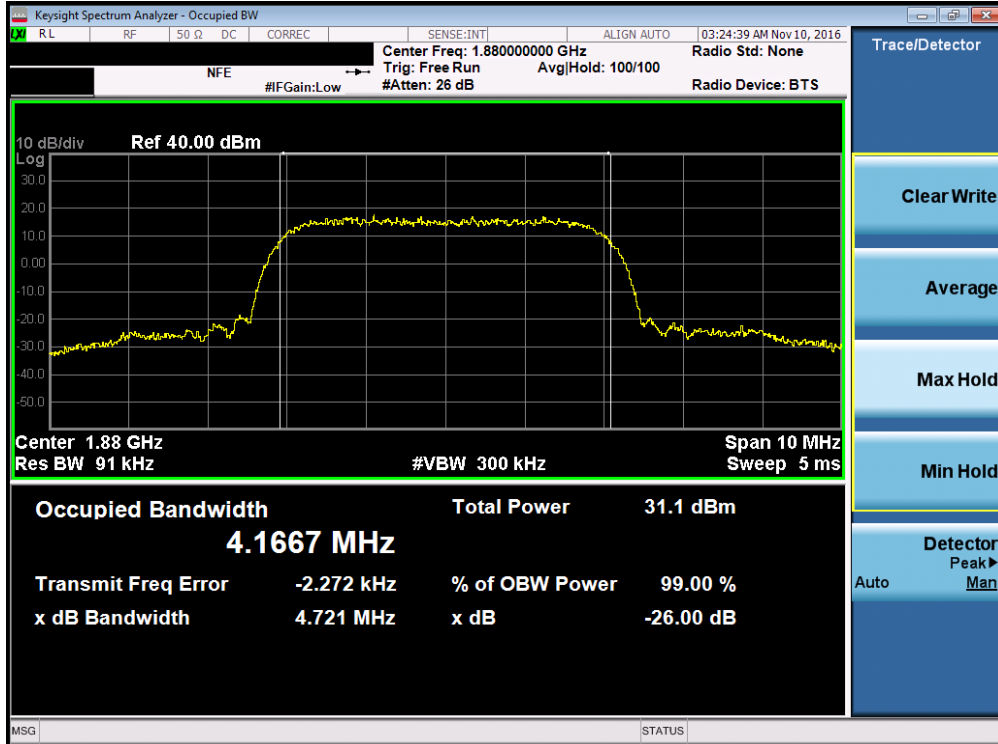 Keysight Spectrum Analyzer - Occupied BW
LXI RL RF 50 Ω DC CORREC SENSE:INT ALIGN AUTO 03:24:39 AM Nov 10, 2016
Center Freq: 1.880000000 GHz Radio Std: None
NFE Trig: Free Run Avg|Hold: 100/100
#IFGain:Low #Atten: 26 dB Radio Device: BTS
Trace/Detector
10 dB/div Ref 40.00 dBm
Log
30.0
20.0
10.0
0.00
-10.0
-20.0
-30.0
-40.0
-50.0
Center 1.88 GHz Span 10 MHz
Res BW 91 kHz #VBW 300 kHz Sweep 5 ms
Occupied Bandwidth Total Power 31.1 dBm
4.1667 MHz
Transmit Freq Error -2.272 kHz % of OBW Power 99.00 %
x dB Bandwidth 4.721 MHz x dB -26.00 dB
Clear Write
Average
Max Hold
Min Hold
Detector
Peak▶
Auto Man
MSG STATUS